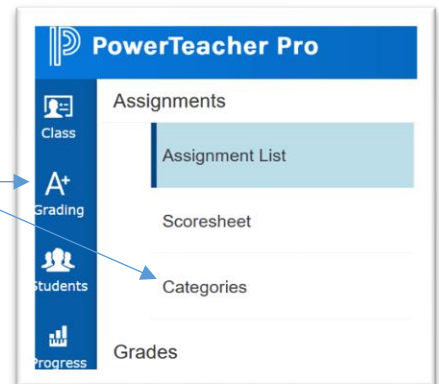 PowerTeacher Pro
Class
A+
Grading
Students
Progress
Assignments
Assignment List
Scoresheet
Categories
Grades